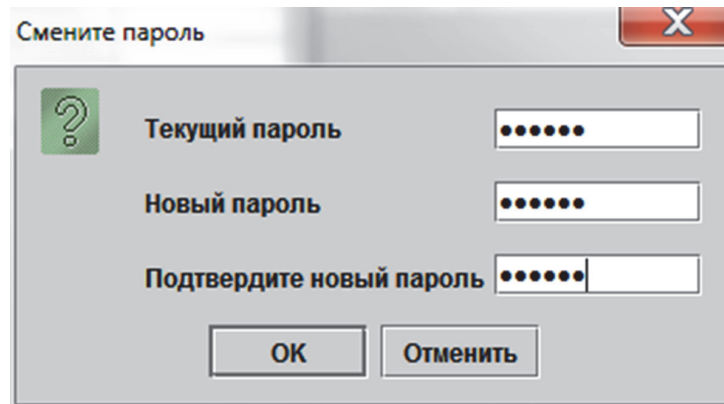 Смените пароль
Текущий пароль ••••••
Новый пароль ••••••
Подтвердите новый пароль ••••••
OK Отменить